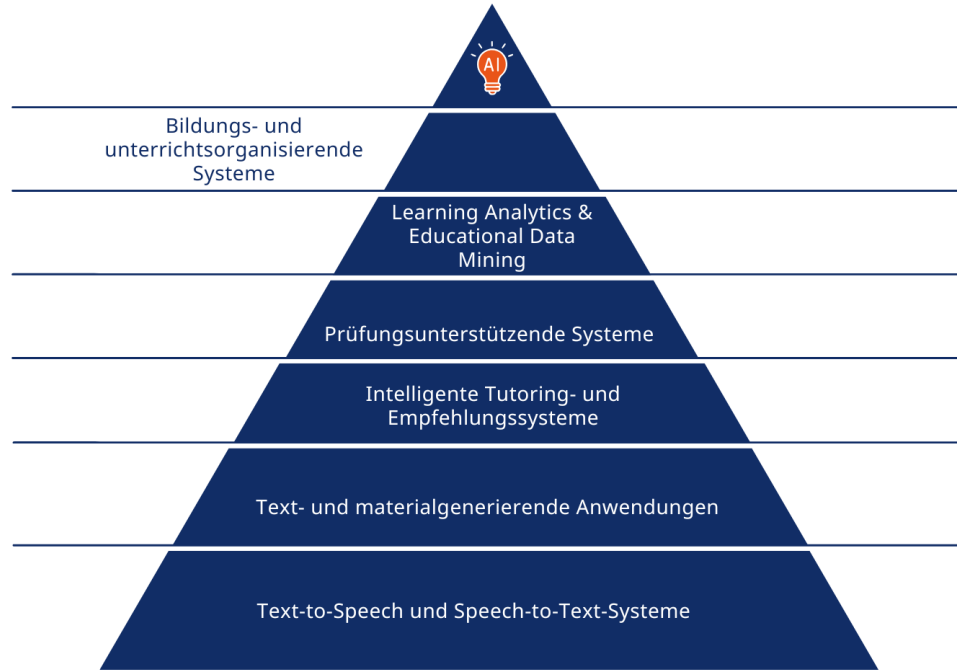 AI
Bildungs- und
unterrichtsorganisierende
Systeme
Learning Analytics &
Educational Data
Mining
Prüfungsunterstützende Systeme
Intelligente Tutoring- und
Empfehlungssysteme
Text- und materialgenerierende Anwendungen
Text-to-Speech und Speech-to-Text-Systeme